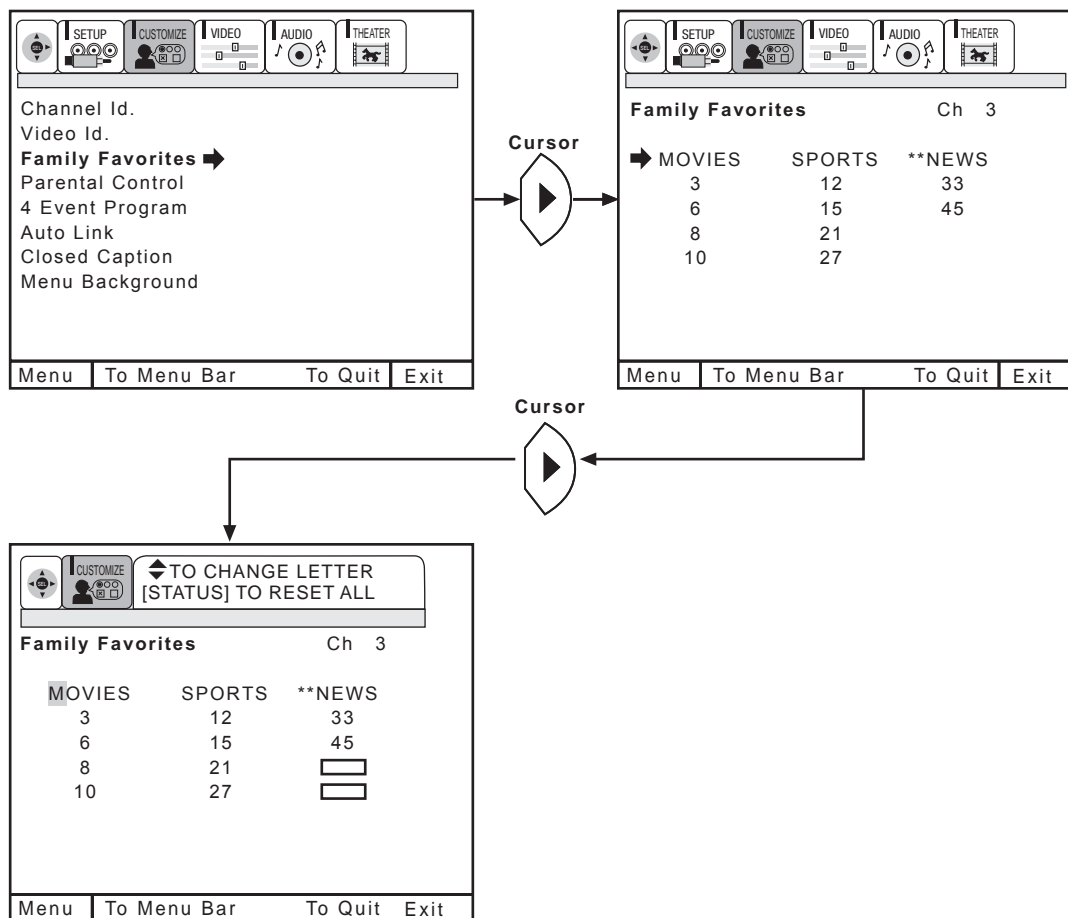 SEL SETUP CUSTOMIZE VIDEO AUDIO THEATER
Channel Id.
Video Id.
Family Favorites
Parental Control
4 Event Program
Auto Link
Closed Caption
Menu Background
Menu To Menu Bar To Quit Exit
Cursor
SEL SETUP CUSTOMIZE VIDEO AUDIO THEATER
Family Favorites Ch 3
MOVIES SPORTS **NEWS
3 12 33
6 15 45
8 21
10 27
Menu To Menu Bar To Quit Exit
Cursor
SEL CUSTOMIZE TO CHANGE LETTER
[STATUS] TO RESET ALL
Family Favorites Ch 3
MOVIES SPORTS **NEWS
3 12 33
6 15 45
8 21
10 27
Menu To Menu Bar To Quit Exit